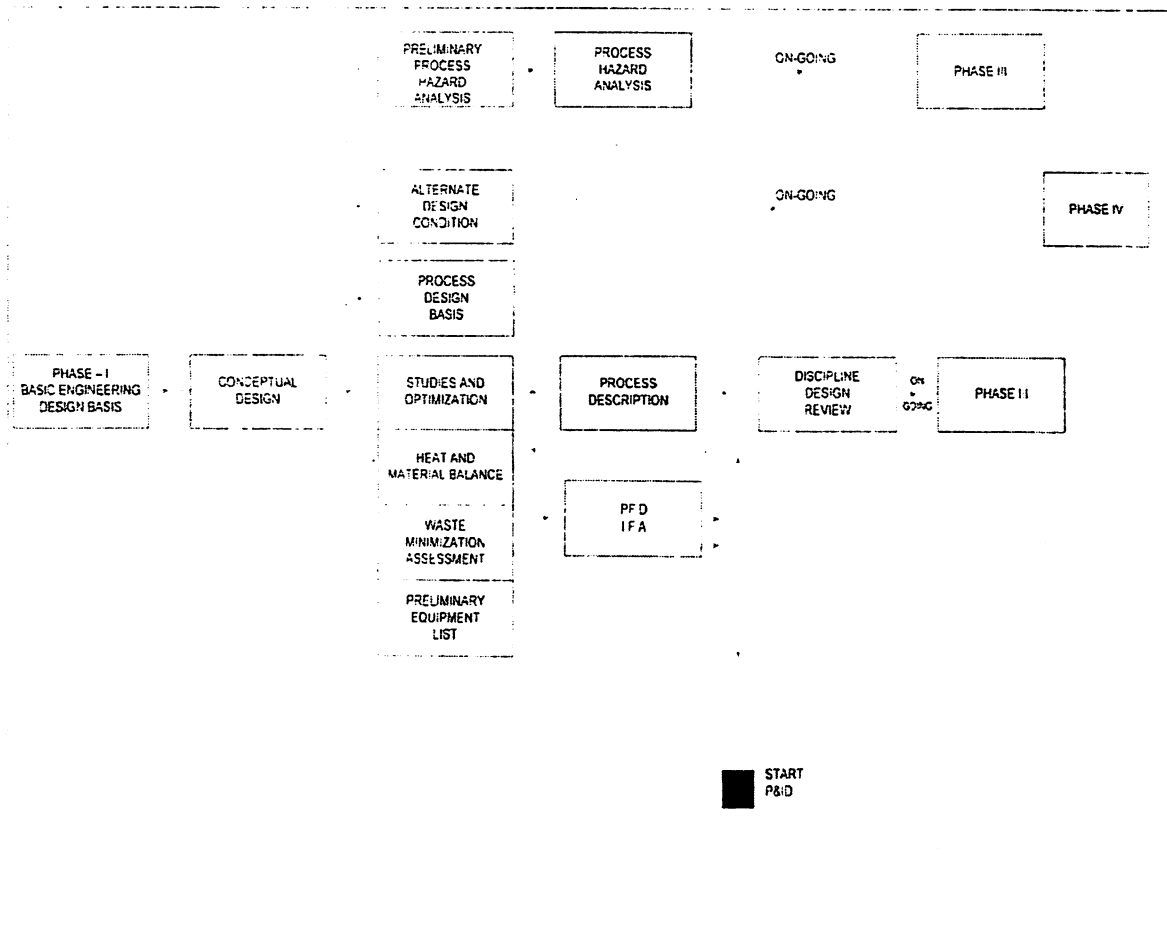 PRELIMINARY
PROCESS
HAZARD
ANALYSIS
PROCESS
HAZARD
ANALYSIS
ON-GOING
PHASE III
ALTERNATE
DESIGN
CONDITION
ON-GOING
PHASE IV
PROCESS
DESIGN
BASIS
PHASE - I
BASIC ENGINEERING
DESIGN BASIS
CONCEPTUAL
DESIGN
STUDIES AND
OPTIMIZATION
PROCESS
DESCRIPTION
DISCIPLINE
DESIGN
REVIEW
ON
GOING
HEAT AND
MATERIAL BALANCE
PFD
IFA
WASTE
MINIMIZATION
ASSESSMENT
PRELIMINARY
EQUIPMENT
LIST
START
P&ID